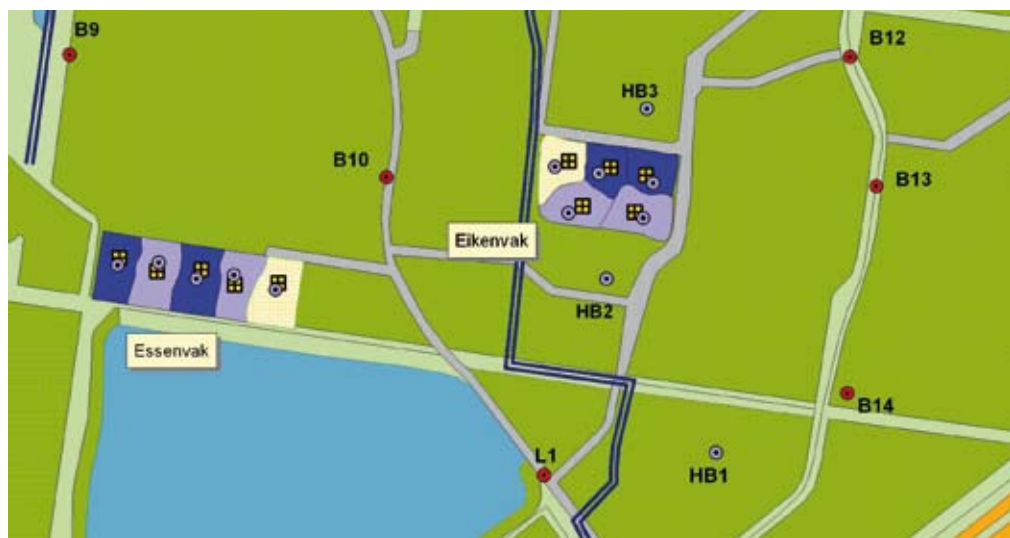 B9
B10
B12
HB3
B13
Eikenvak
HB2
Essenvak
B14
L1
HB1